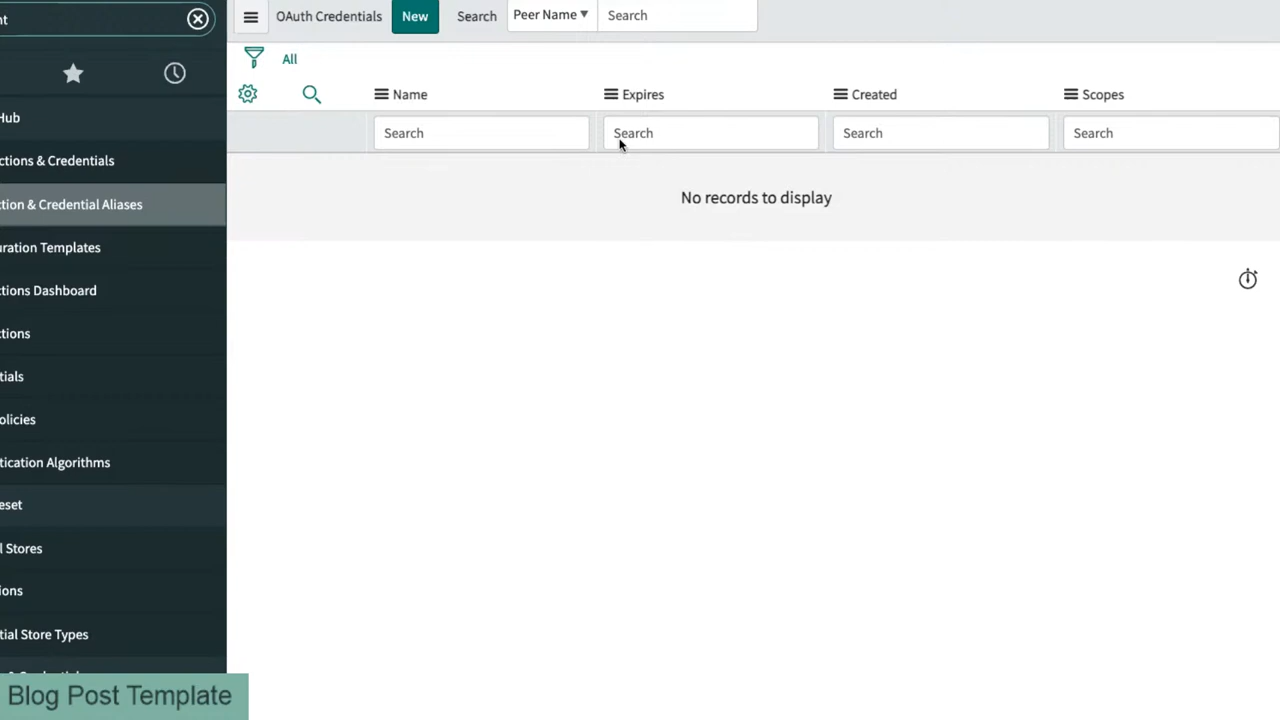 nt
OAuth Credentials New Search Peer Name Search
All
Name Expires Created Scopes
Search Search Search Search
No records to display
Hub
ctions & Credentials
ction & Credential Aliases
uration Templates
ctions Dashboard
ctions
tials
olicies
tication Algorithms
eset
l Stores
ions
tial Store Types
Blog Post Template